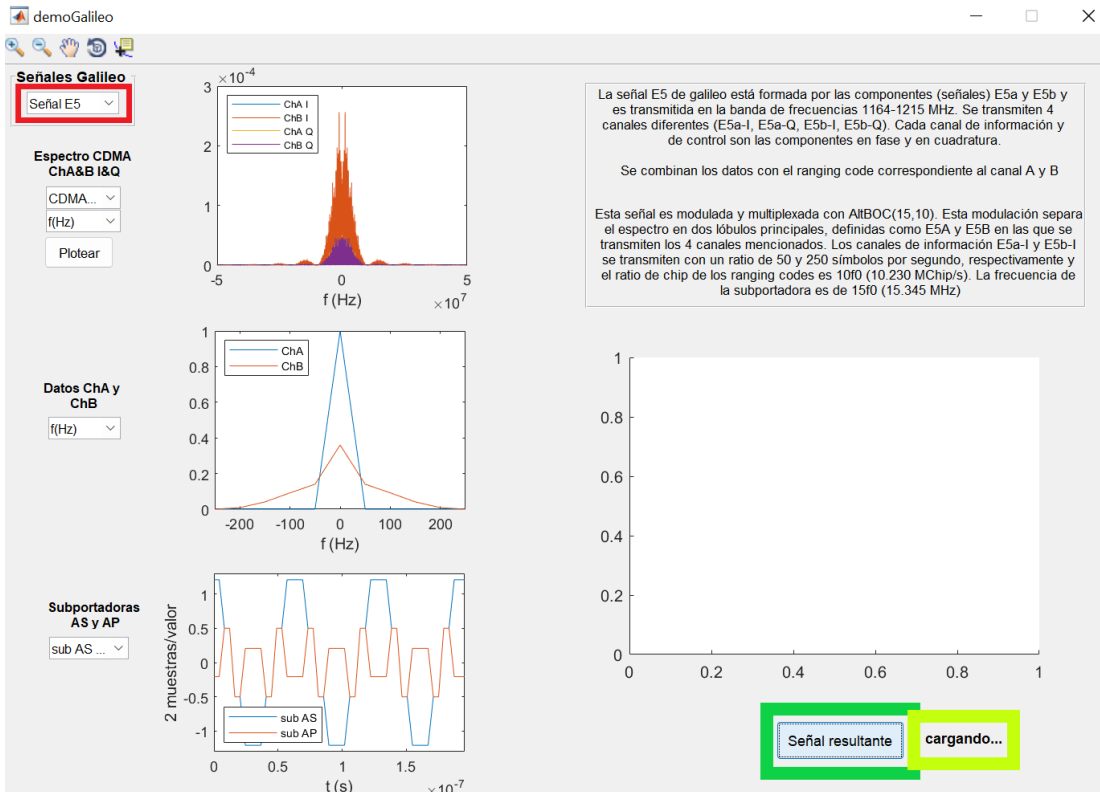 demoGalileo
Señales Galileo
Señal E5
Espectro CDMA
ChA&B I&Q
CDMA...
f(Hz)
Plotear
×10-4
3
2
1
0
ChA I
ChB I
ChA Q
ChB Q
-5 0 5
f (Hz)
×10^7
La señal E5 de galileo está formada por las componentes (señales) E5a y E5b y
es transmitida en la banda de frecuencias 1164-1215 MHz. Se transmiten 4
canales diferentes (E5a-I, E5a-Q, E5b-I, E5b-Q). Cada canal de información y
de control son las componentes en fase y en cuadratura.
Se combinan los datos con el ranging code correspondiente al canal A y B
Esta señal es modulada y multiplexada con AltBOC(15,10). Esta modulación separa
el espectro en dos lóbulos principales, definidas como E5A y E5B en las que se
transmiten los 4 canales mencionados. Los canales de información E5a-I y E5b-I
se transmiten con un ratio de 50 y 250 símbolos por segundo, respectivamente y
el ratio de chip de los ranging codes es 10f0 (10.230 MChip/s). La frecuencia de
la subportadora es de 15f0 (15.345 MHz)
Datos ChA y
ChB
f(Hz)
1
0.8
0.6
0.4
0.2
0
ChA
ChB
-200 -100 0 100 200
f (Hz)
Subportadoras
AS y AP
sub AS ...
2 muestras/valor
1
0.5
0
-0.5
-1
sub AS
sub AP
0 0.5 1 1.5
t (s)
×10-7
1
0.8
0.6
0.4
0.2
0
0 0.2 0.4 0.6 0.8 1
Señal resultante
cargando...